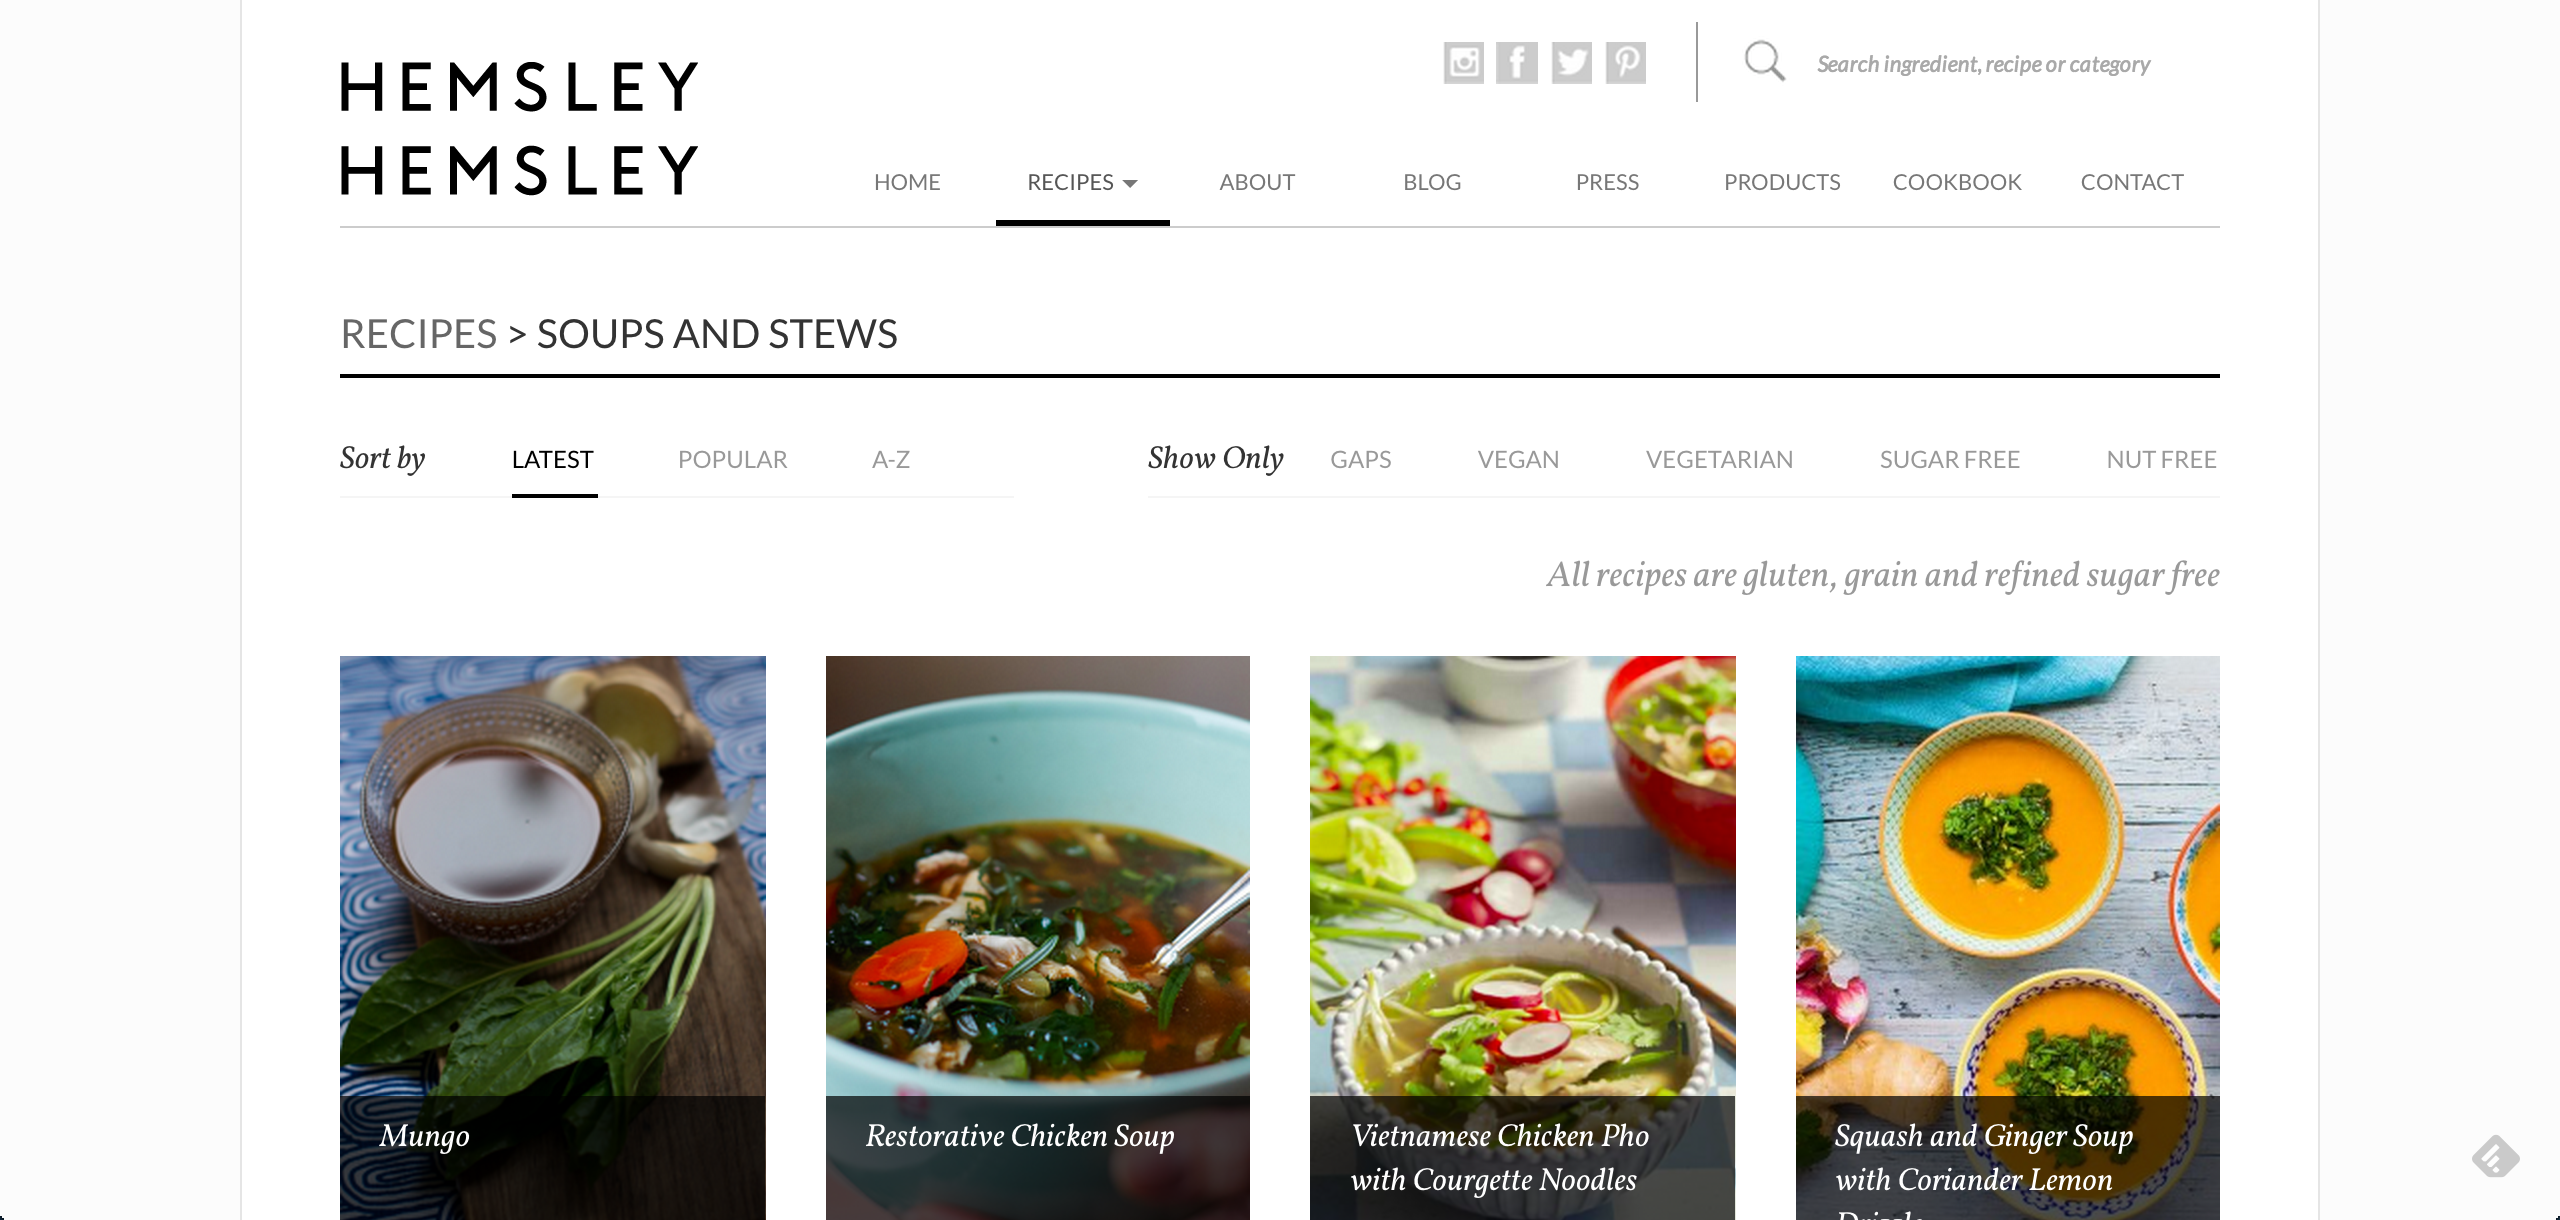 HEMSLEY
HEMSLEY
Search ingredient, recipe or category
HOME RECIPES ABOUT BLOG PRESS PRODUCTS COOKBOOK CONTACT
RECIPES > SOUPS AND STEWS
Sort by LATEST POPULAR A-Z Show Only GAPS VEGAN VEGETARIAN SUGAR FREE NUT FREE
All recipes are gluten, grain and refined sugar free
Mungo
Restorative Chicken Soup
Vietnamese Chicken Pho
with Courgette Noodles
Squash and Ginger Soup
with Coriander Lemon